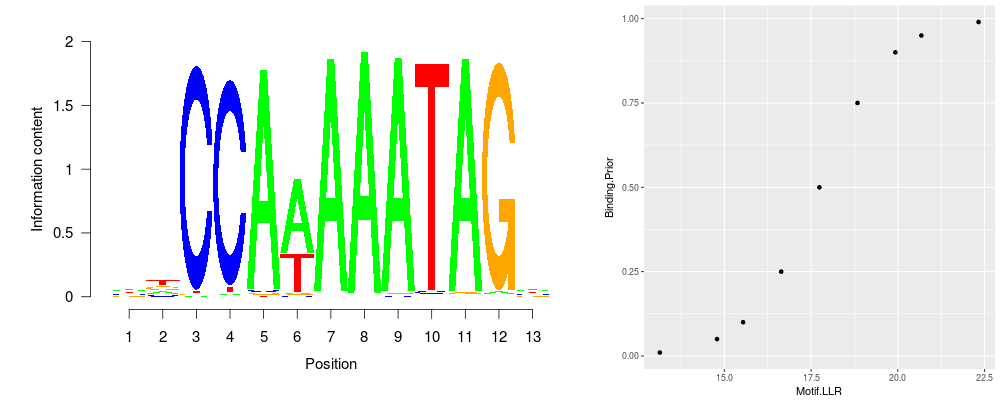 2
1.5
1
0.5
0
Information content
CCAAAAATAG
T
1 2 3 4 5 6 7 8 9 10 11 12 13
Position
1.00
0.75
0.50
0.25
0.00
Binding.Prior
15.0 17.5 20.0 22.5
Motif.LLR